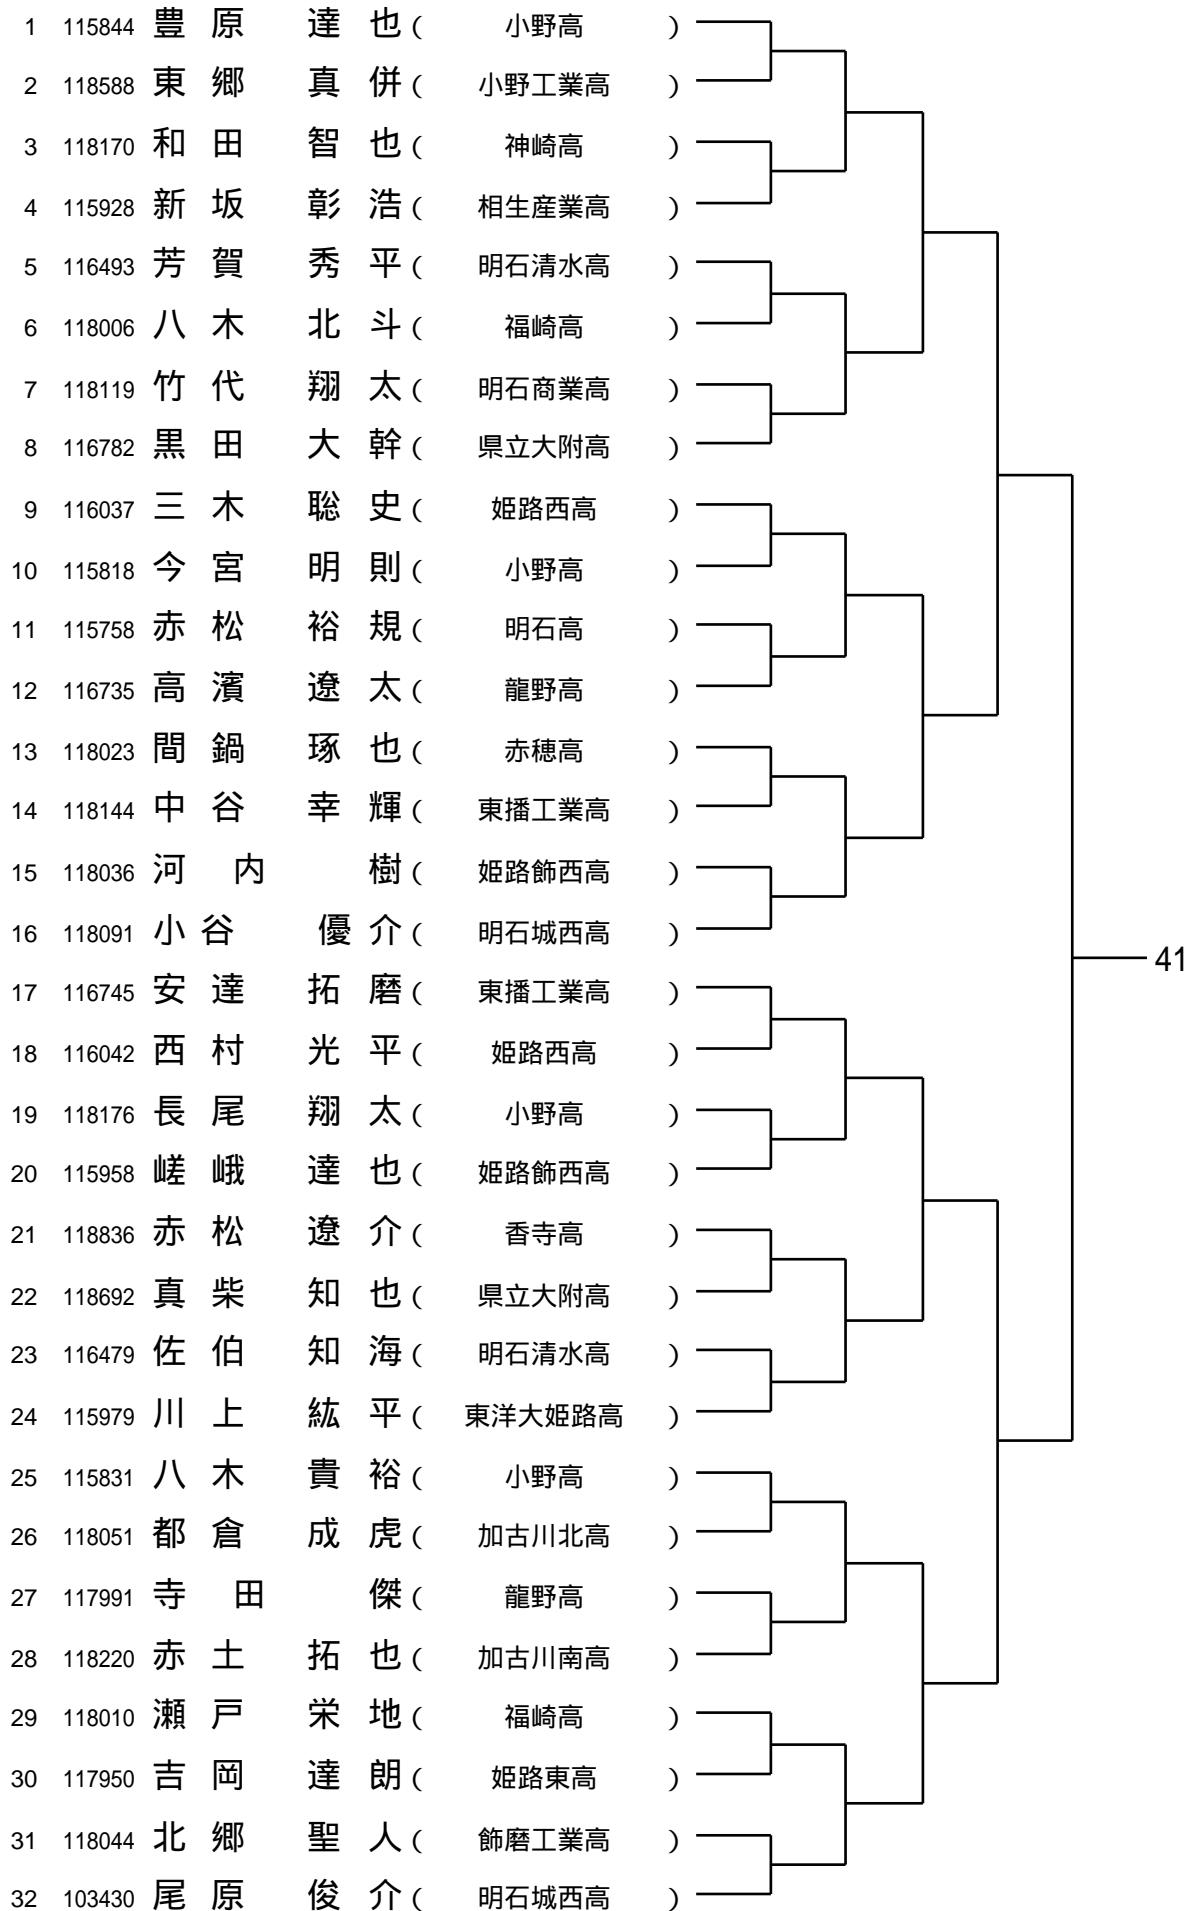 1 115844 豊 原 達 也 ( 小野高 )
2 118588 東 郷 真 併 ( 小野工業高 )
3 118170 和 田 智 也 ( 神崎高 )
4 115928 新 坂 彰 浩 ( 相生産業高 )
5 116493 芳 賀 秀 平 ( 明石清水高 )
6 118006 八 木 北 斗 ( 福崎高 )
7 118119 竹 代 翔 太 ( 明石商業高 )
8 116782 黒 田 大 幹 ( 県立大附高 )
9 116037 三 木 聡 史 ( 姫路西高 )
10 115818 今 宮 明 則 ( 小野高 )
11 115758 赤 松 裕 規 ( 明石高 )
12 116735 高 濱 遼 太 ( 龍野高 )
13 118023 間 鍋 琢 也 ( 赤穂高 )
14 118144 中 谷 幸 輝 ( 東播工業高 )
15 118036 河 内 樹 ( 姫路飾西高 )
16 118091 小 谷 優 介 ( 明石城西高 )
41
17 116745 安 達 拓 磨 ( 東播工業高 )
18 116042 西 村 光 平 ( 姫路西高 )
19 118176 長 尾 翔 太 ( 小野高 )
20 115958 嵯 峨 達 也 ( 姫路飾西高 )
21 118836 赤 松 遼 介 ( 香寺高 )
22 118692 真 柴 知 也 ( 県立大附高 )
23 116479 佐 伯 知 海 ( 明石清水高 )
24 115979 川 上 紘 平 ( 東洋大姫路高 )
25 115831 八 木 貴 裕 ( 小野高 )
26 118051 都 倉 成 虎 ( 加古川北高 )
27 117991 寺 田 傑 ( 龍野高 )
28 118220 赤 土 拓 也 ( 加古川南高 )
29 118010 瀬 戸 栄 地 ( 福崎高 )
30 117950 吉 岡 達 朗 ( 姫路東高 )
31 118044 北 郷 聖 人 ( 飾磨工業高 )
32 103430 尾 原 俊 介 ( 明石城西高 )